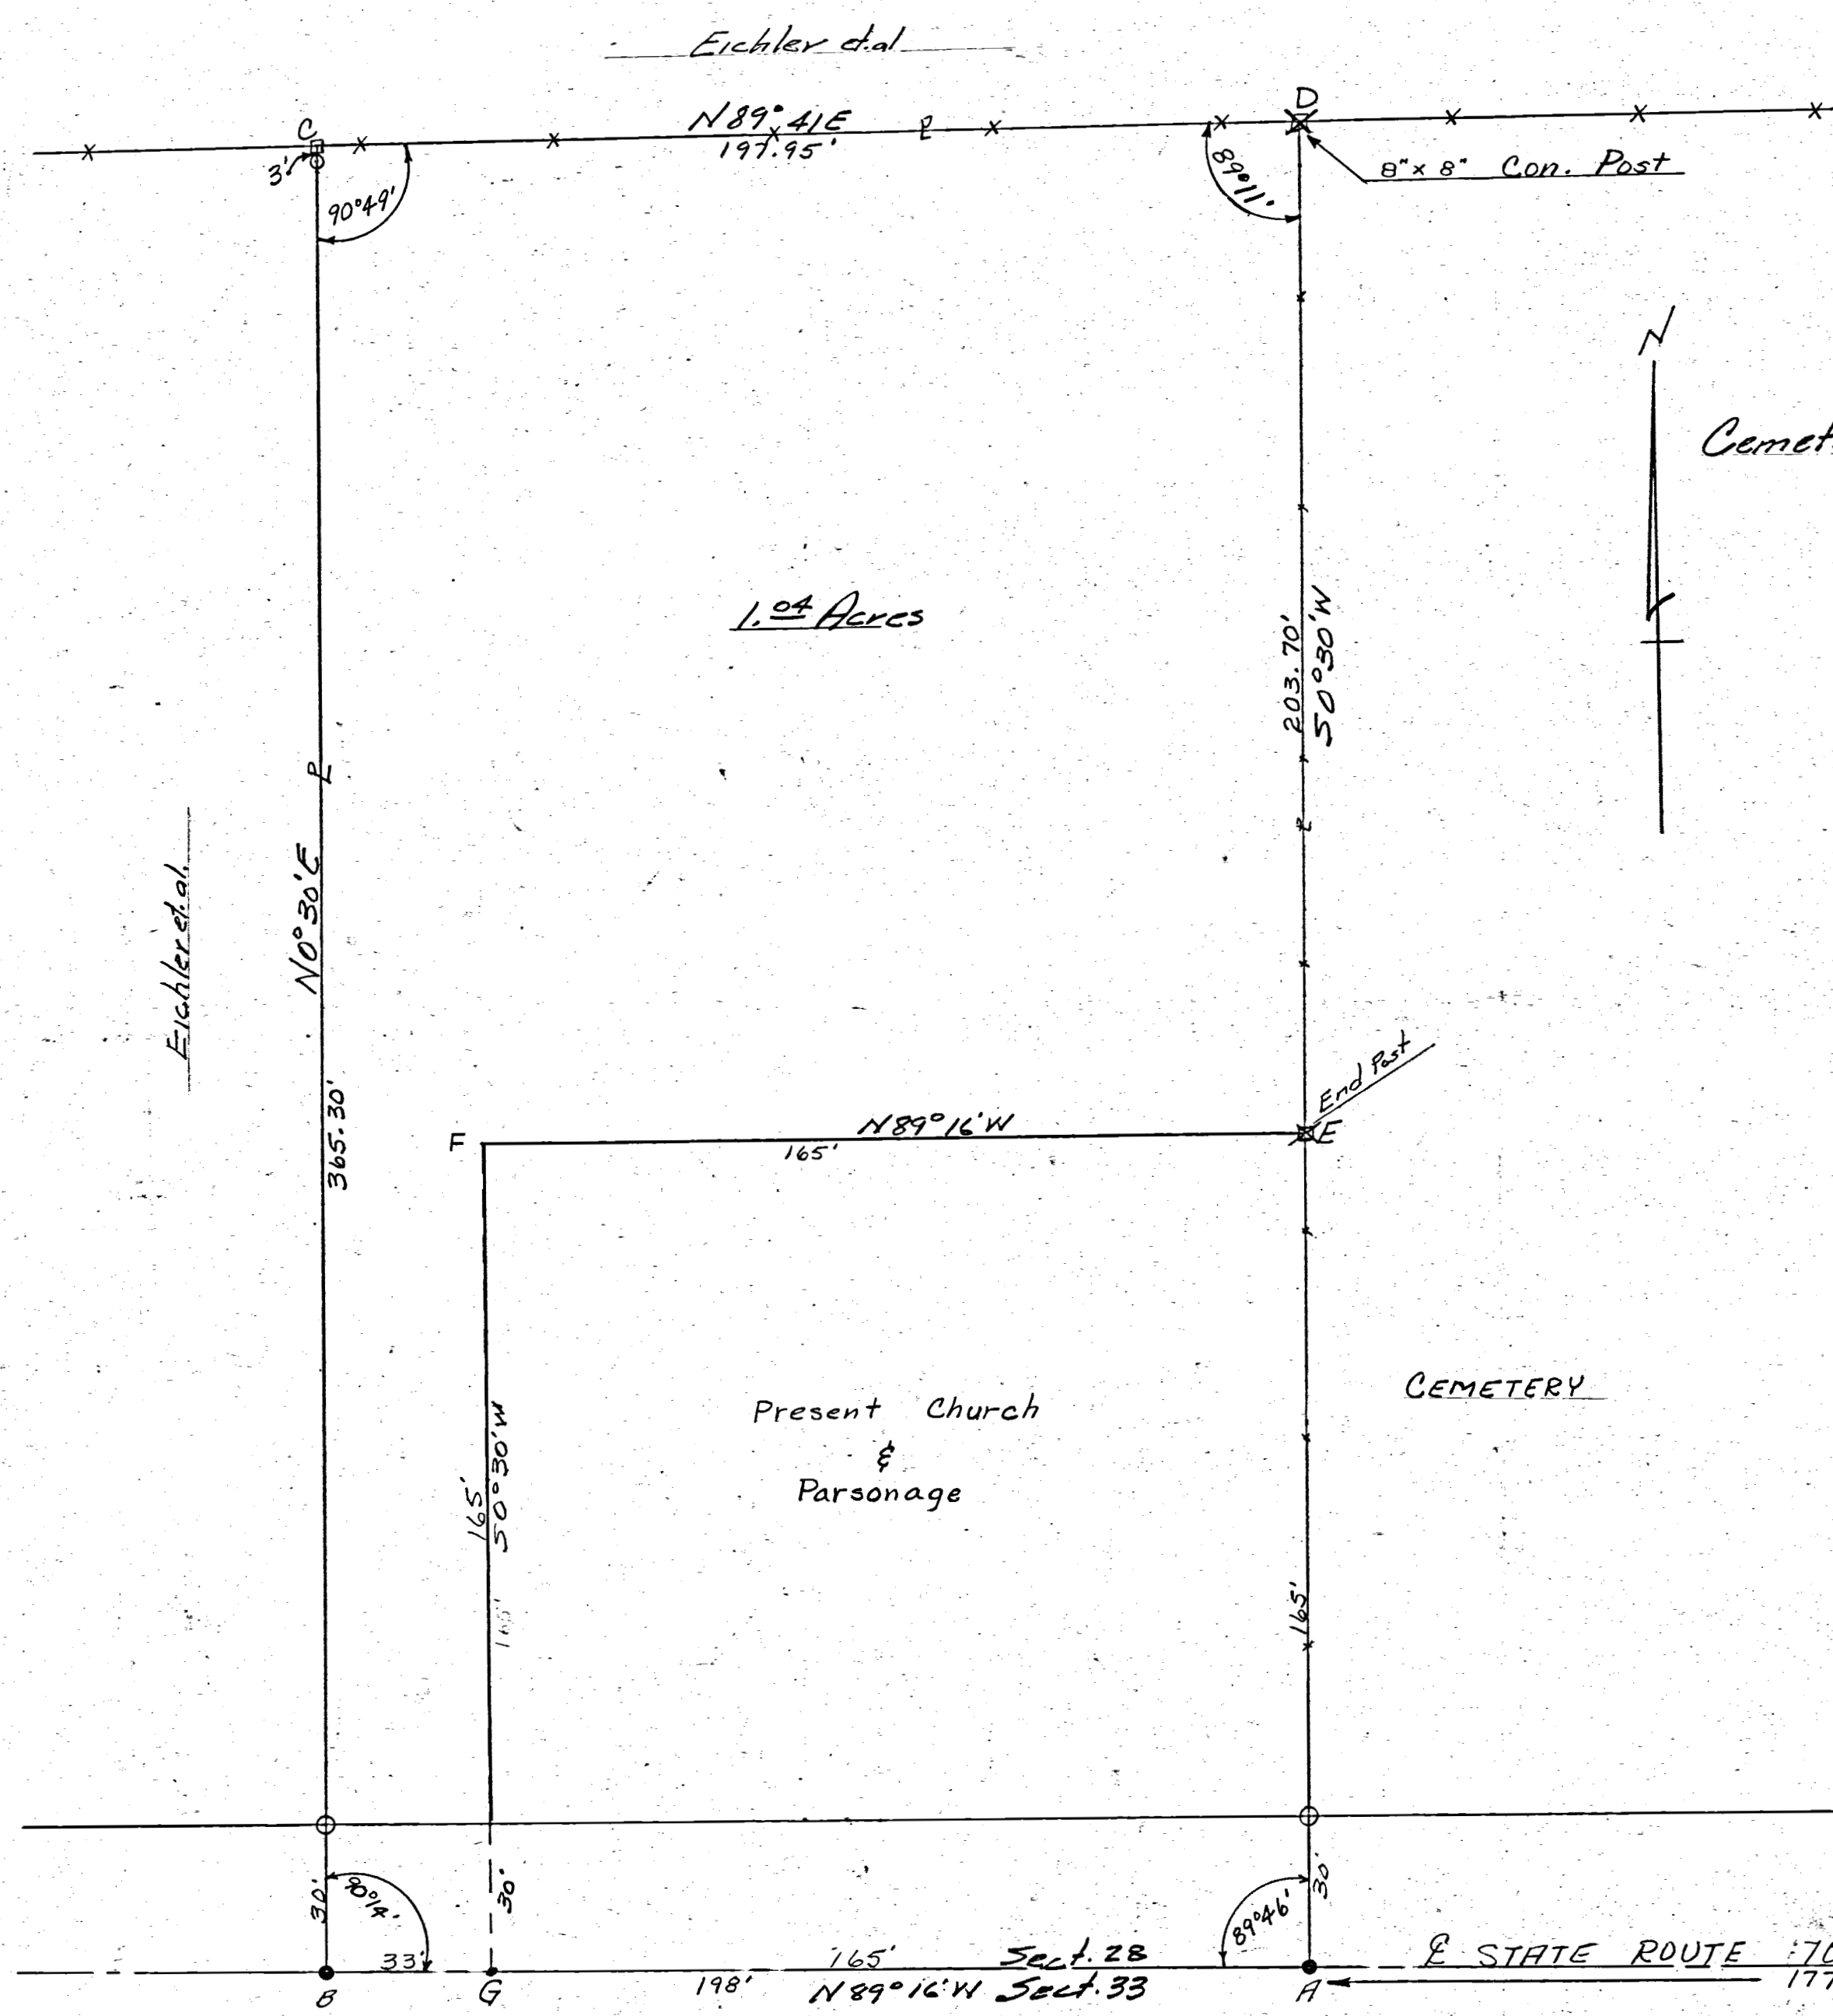 Eichler et.al
C
N89°41E
197.95'
P
D
3'
90°49'
89°11'
8" x 8" Con. Post
N
Cemet
1.04 Acres
203.70'
S0°30'W
P
P
Eichler et.al.
N0°30'E
365.30'
End Post
F
N89°16'W
165'
E
CEMETERY
Present Church
&
Parsonage
165'
S0°30'W
165'
165'
30'
90°14'
30'
89°46'
30'
33'
165'
Sect. 28
℄ STATE ROUTE
B
G
198'
N89°16'W Sect. 33
A
177